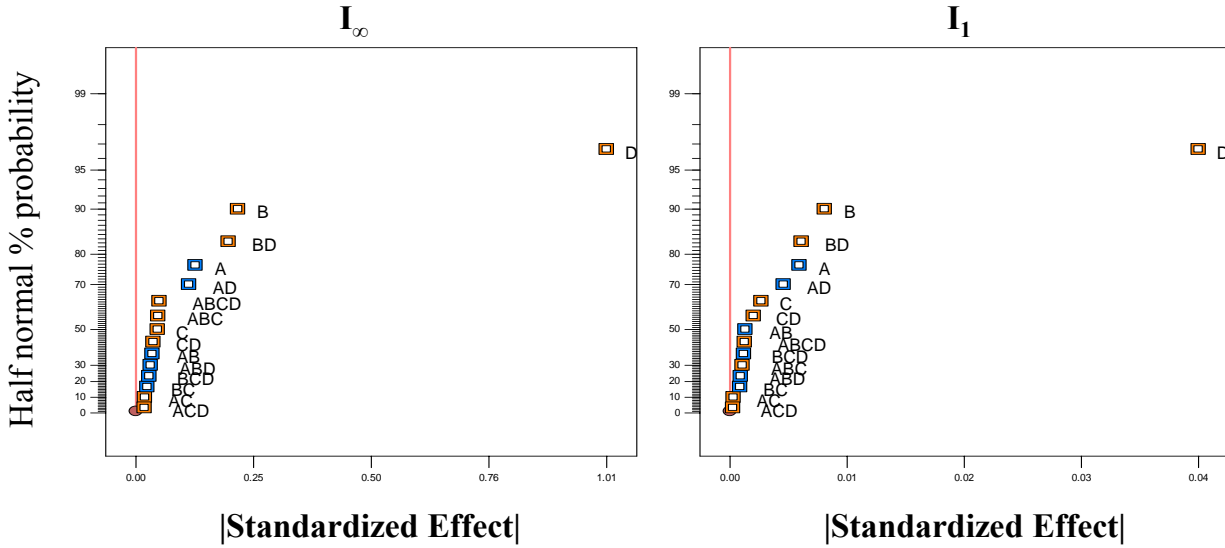 I∞
I1
Half normal % probability
99
95
90
80
70
50
30
20
10
0
D
B
BD
A
AD
ABCD
ABC
C
CD
AB
ABD
BCD
BC
AC
ACD
0.00 0.25 0.50 0.76 1.01
|Standardized Effect|
99
95
90
80
70
50
30
20
10
0
D
B
BD
A
AD
C
CD
AB
ABCD
BCD
ABC
ABD
BC
AC
ACD
0.00 0.01 0.02 0.03 0.04
|Standardized Effect|